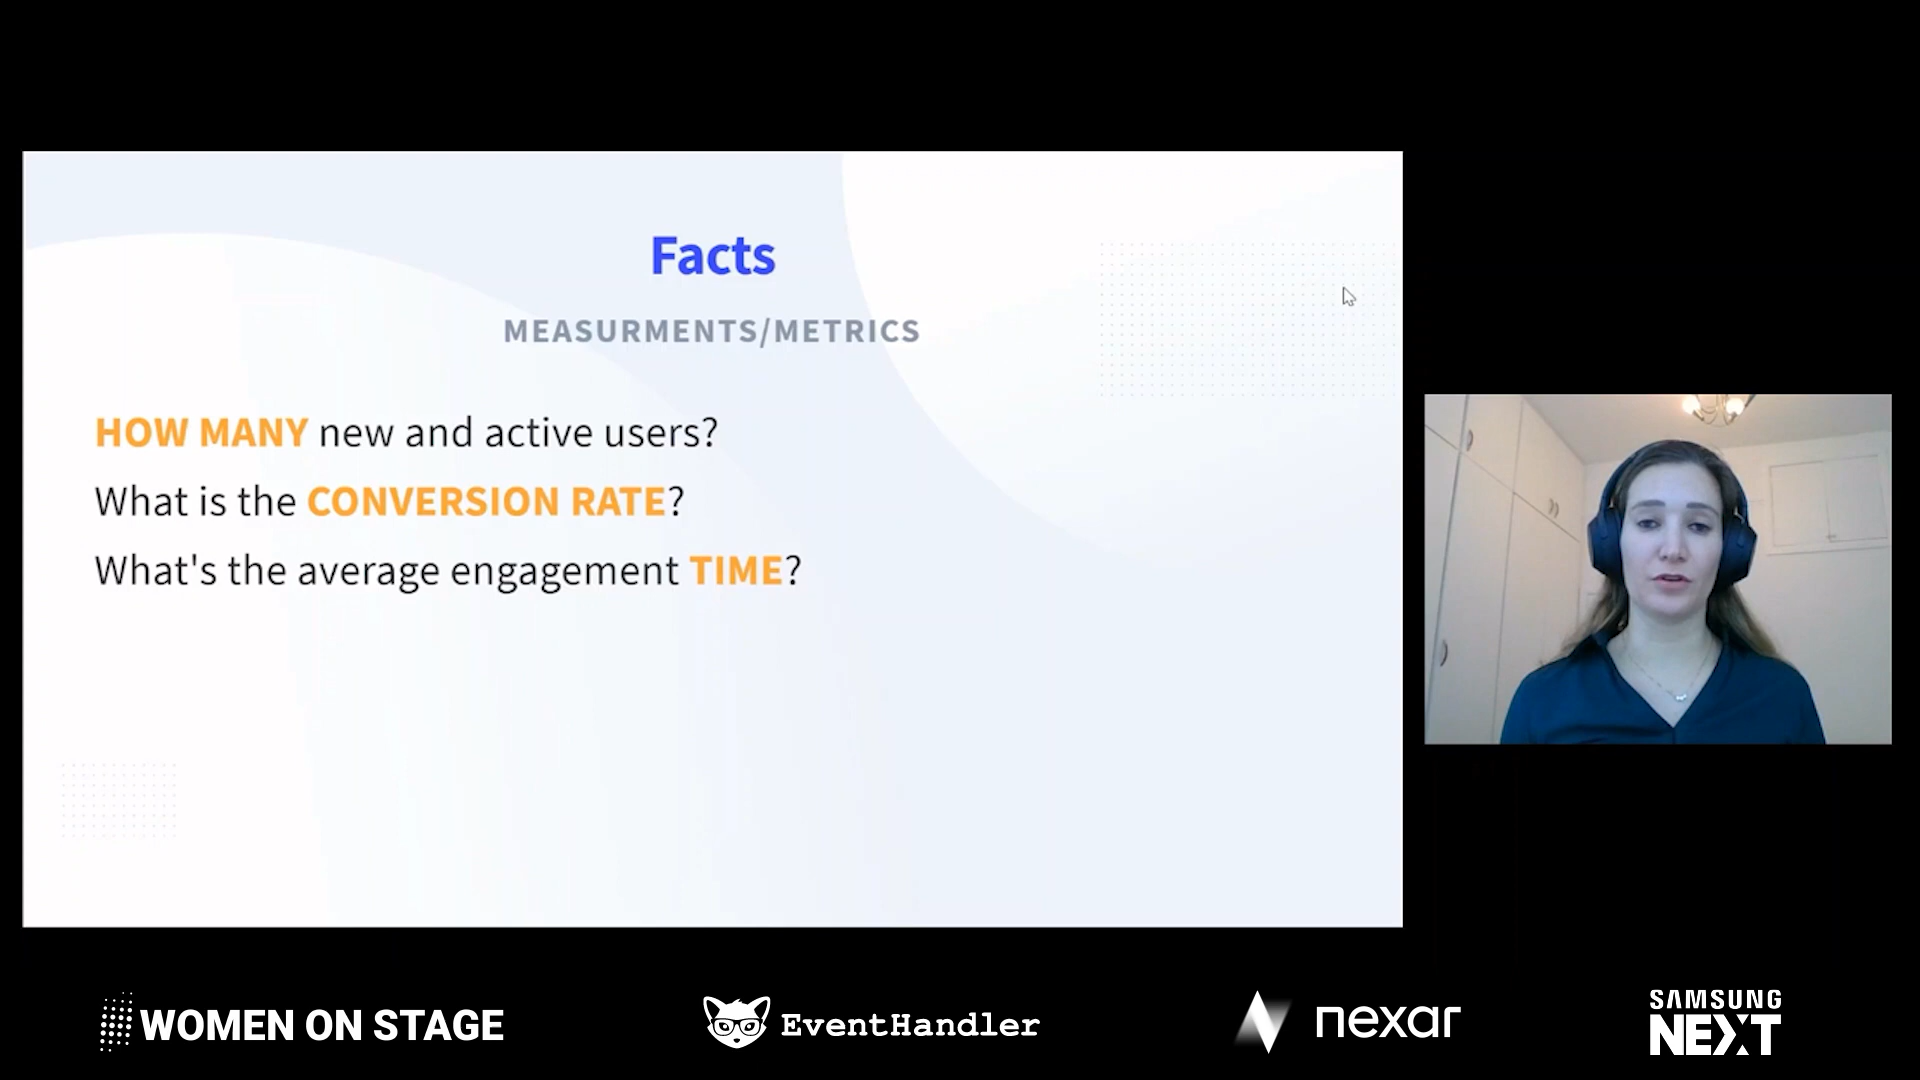 Facts
MEASURMENTS/METRICS
HOW MANY new and active users?
What is the CONVERSION RATE?
What's the average engagement TIME?
WOMEN ON STAGE
EventHandler
nexar
SAMSUNG
NEXT